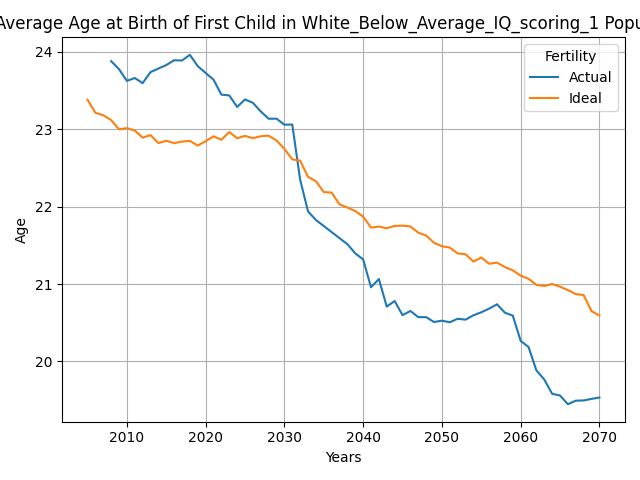 Average Age at Birth of First Child in White_Below_Average_IQ_scoring_1 Popu
Fertility
Actual
Ideal
24
23
22
21
20
Age
2010 2020 2030 2040 2050 2060 2070
Years